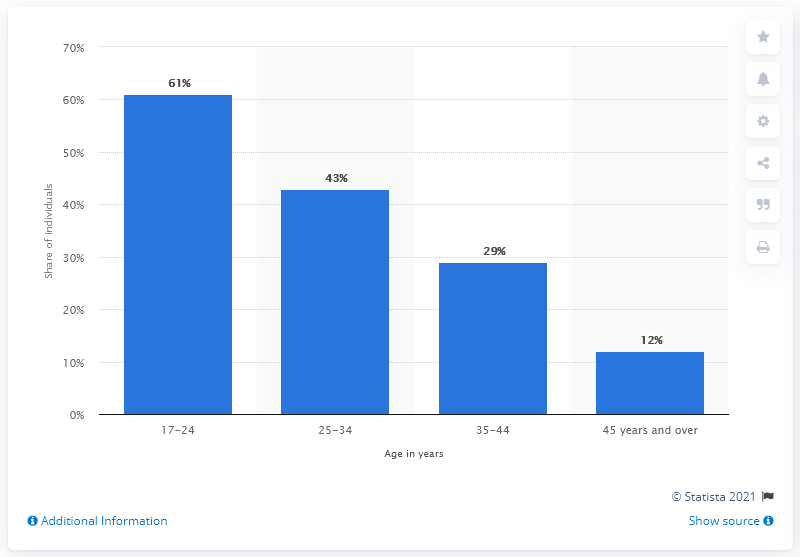 70%
60%
50%
40%
30%
20%
10%
0%
Share of individuals
61%
43%
29%
12%
17-24
25-34
35-44
45 years and over
Age in years
© Statista 2021
Additional Information
Show source